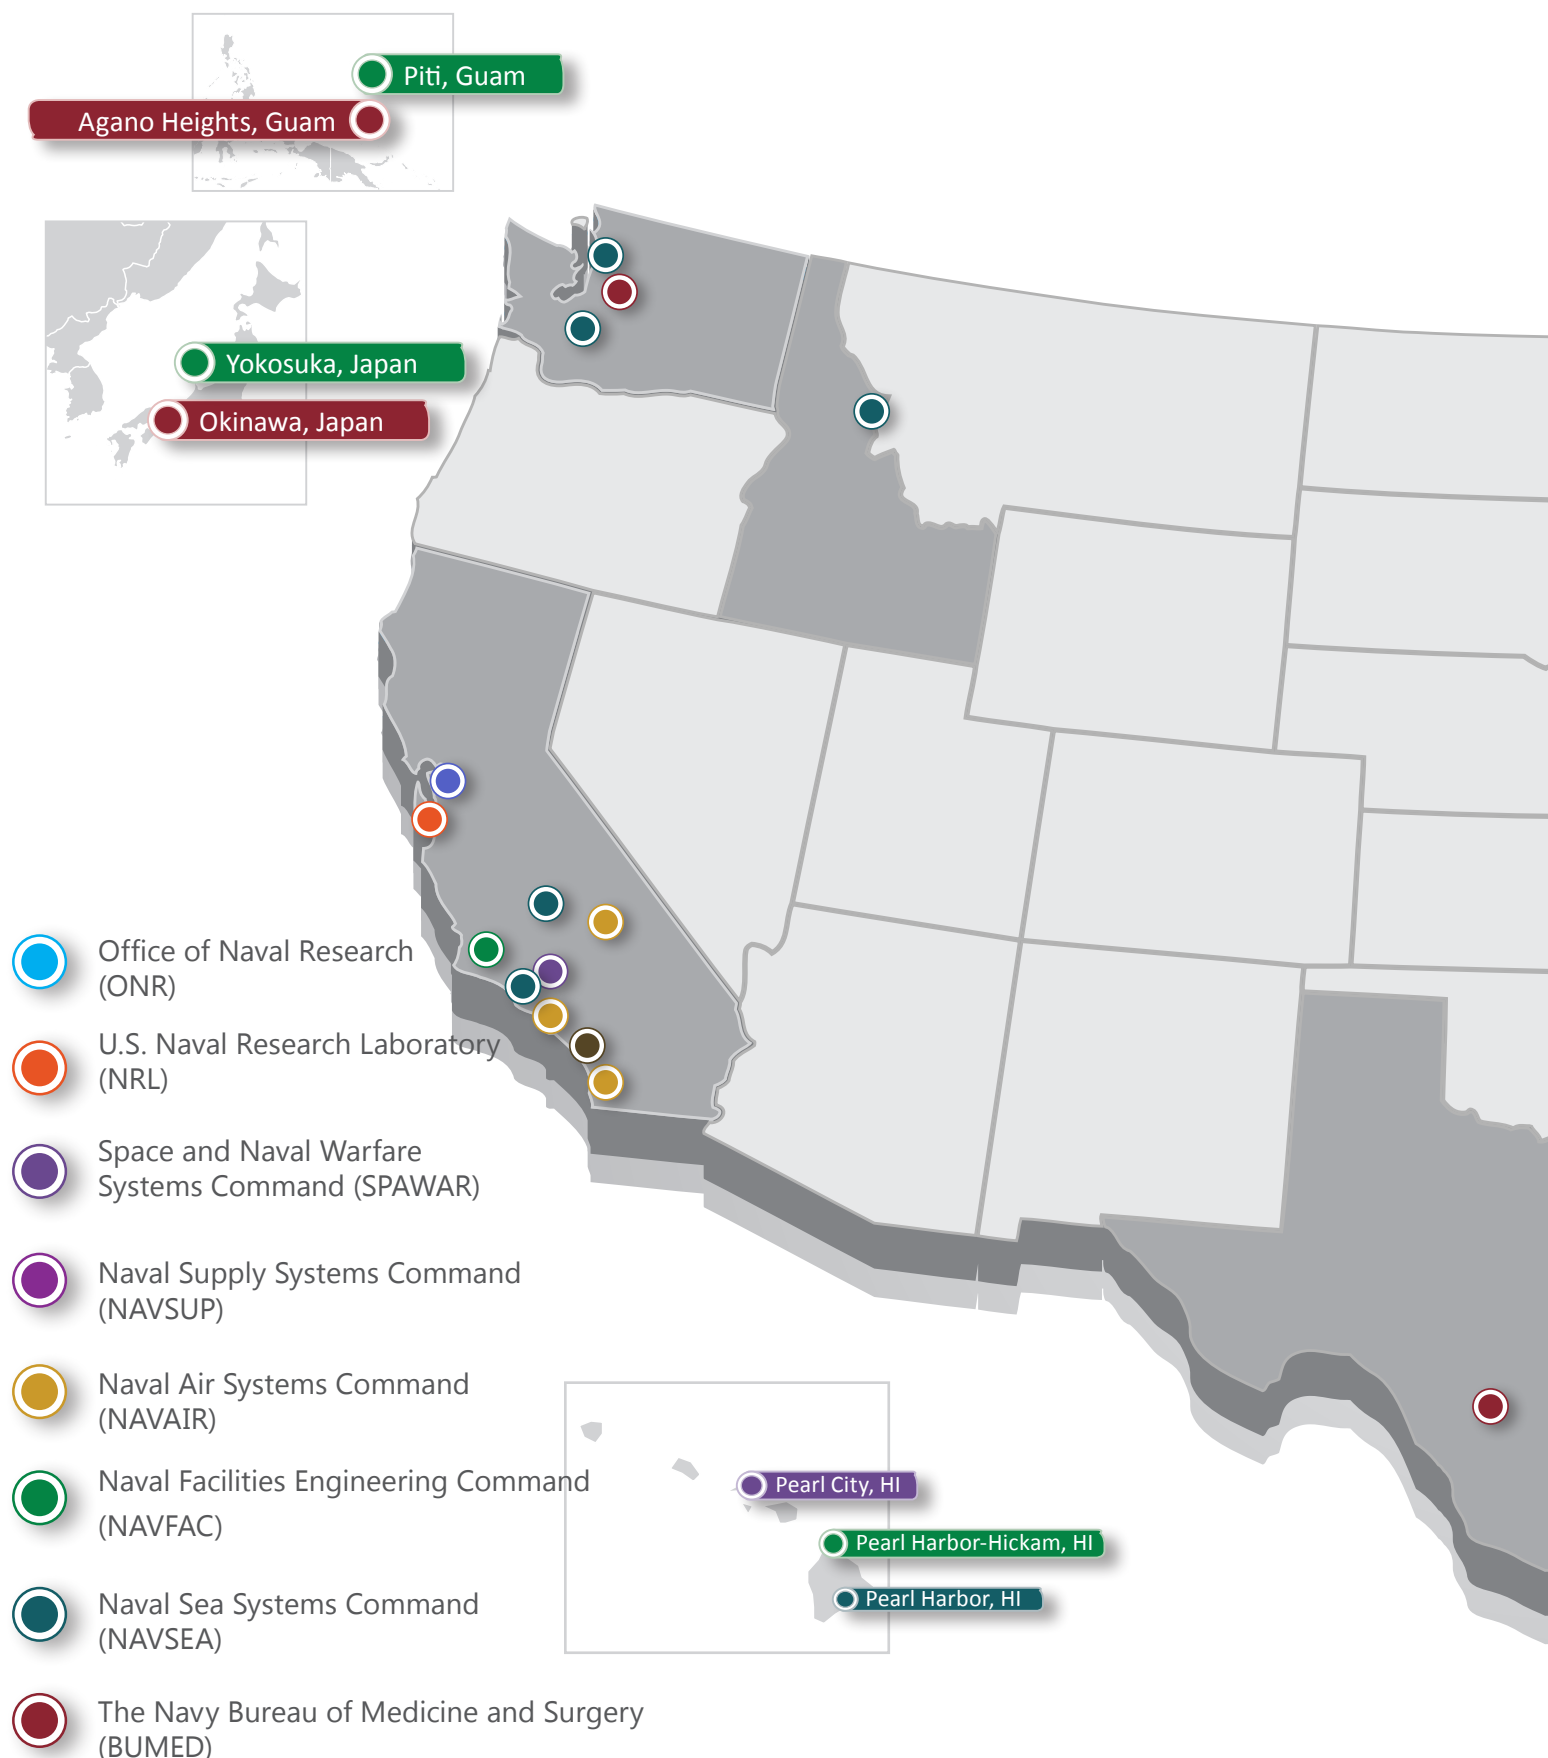 Piti, Guam
Agano Heights, Guam
Yokosuka, Japan
Okinawa, Japan
Office of Naval Research
(ONR)
U.S. Naval Research Laboratory
(NRL)
Space and Naval Warfare
Systems Command (SPAWAR)
Naval Supply Systems Command
(NAVSUP)
Naval Air Systems Command
(NAVAIR)
Naval Facilities Engineering Command
(NAVFAC)
Naval Sea Systems Command
(NAVSEA)
The Navy Bureau of Medicine and Surgery
(BUMED)
Pearl City, HI
Pearl Harbor-Hickam, HI
Pearl Harbor, HI